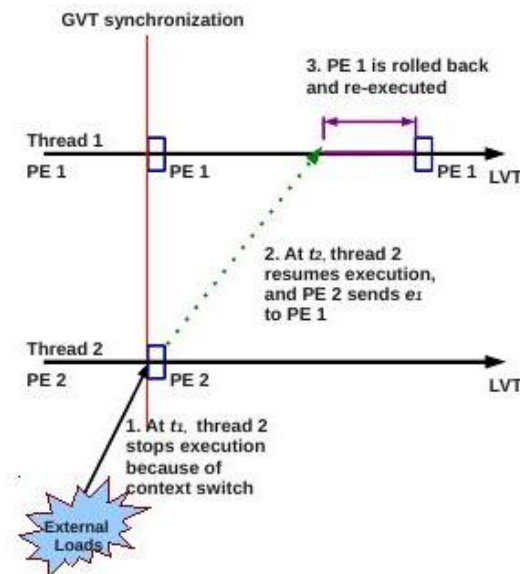 GVT synchronization
3. PE 1 is rolled back
and re-executed
Thread 1
PE 1
PE 1
PE 1
LVT
2. At t2, thread 2
resumes execution,
and PE 2 sends e1
to PE 1
Thread 2
PE 2
PE 2
LVT
1. At t1, thread 2
stops execution
because of
context switch
External
Loads